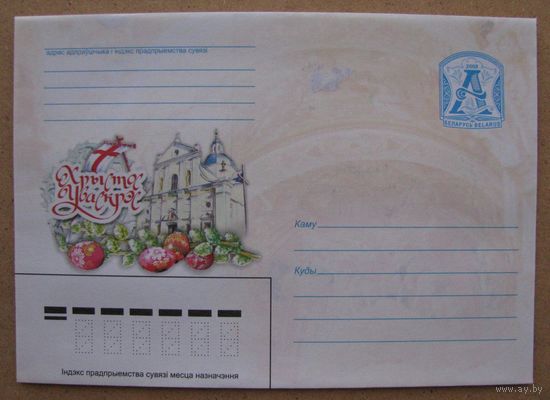 адрас адпраўшчыка і індэкс прадпрыемства сувязі
2008
А
БЕЛАРУСЬ BELARUS
Хрыстос
Уваскрос
Каму
Куды
Індэкс прадпрыемства сувязі месца назначэння
www.ay.by